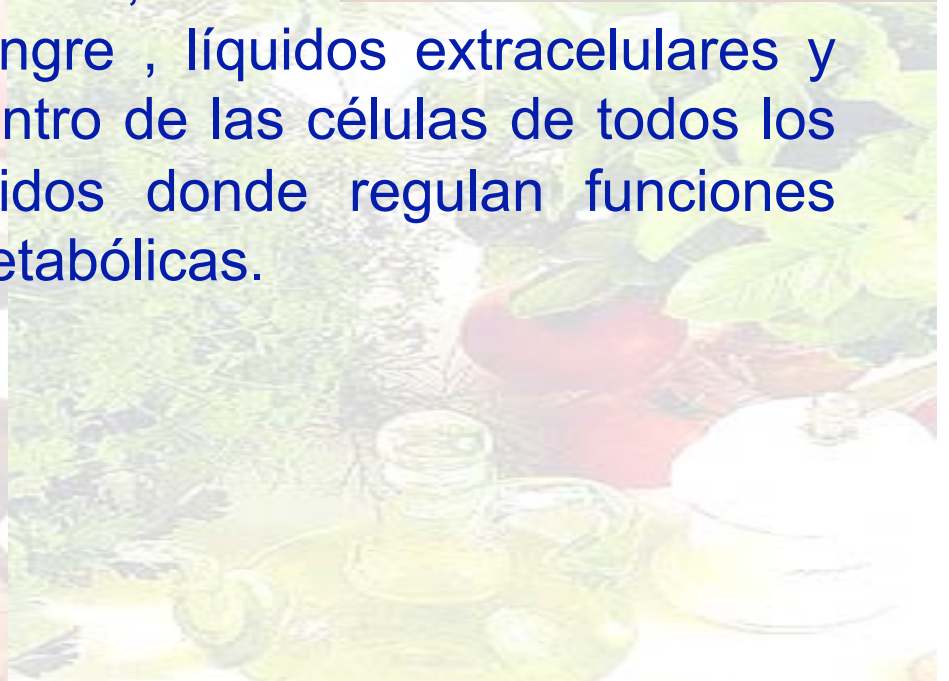 ngre , líquidos extracelulares y
ntro de las células de todos los
idos donde regulan funciones
etabólicas.